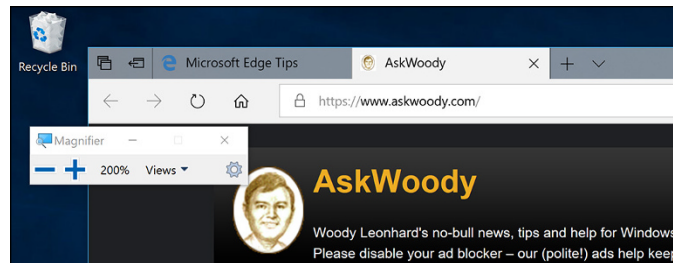 Recycle Bin
Microsoft Edge Tips
AskWoody
https://www.askwoody.com/
Magnifier
200% Views
AskWoody
Woody Leonhard's no-bull news, tips and help for Windows
Please disable your ad blocker – our (polite!) ads help keep